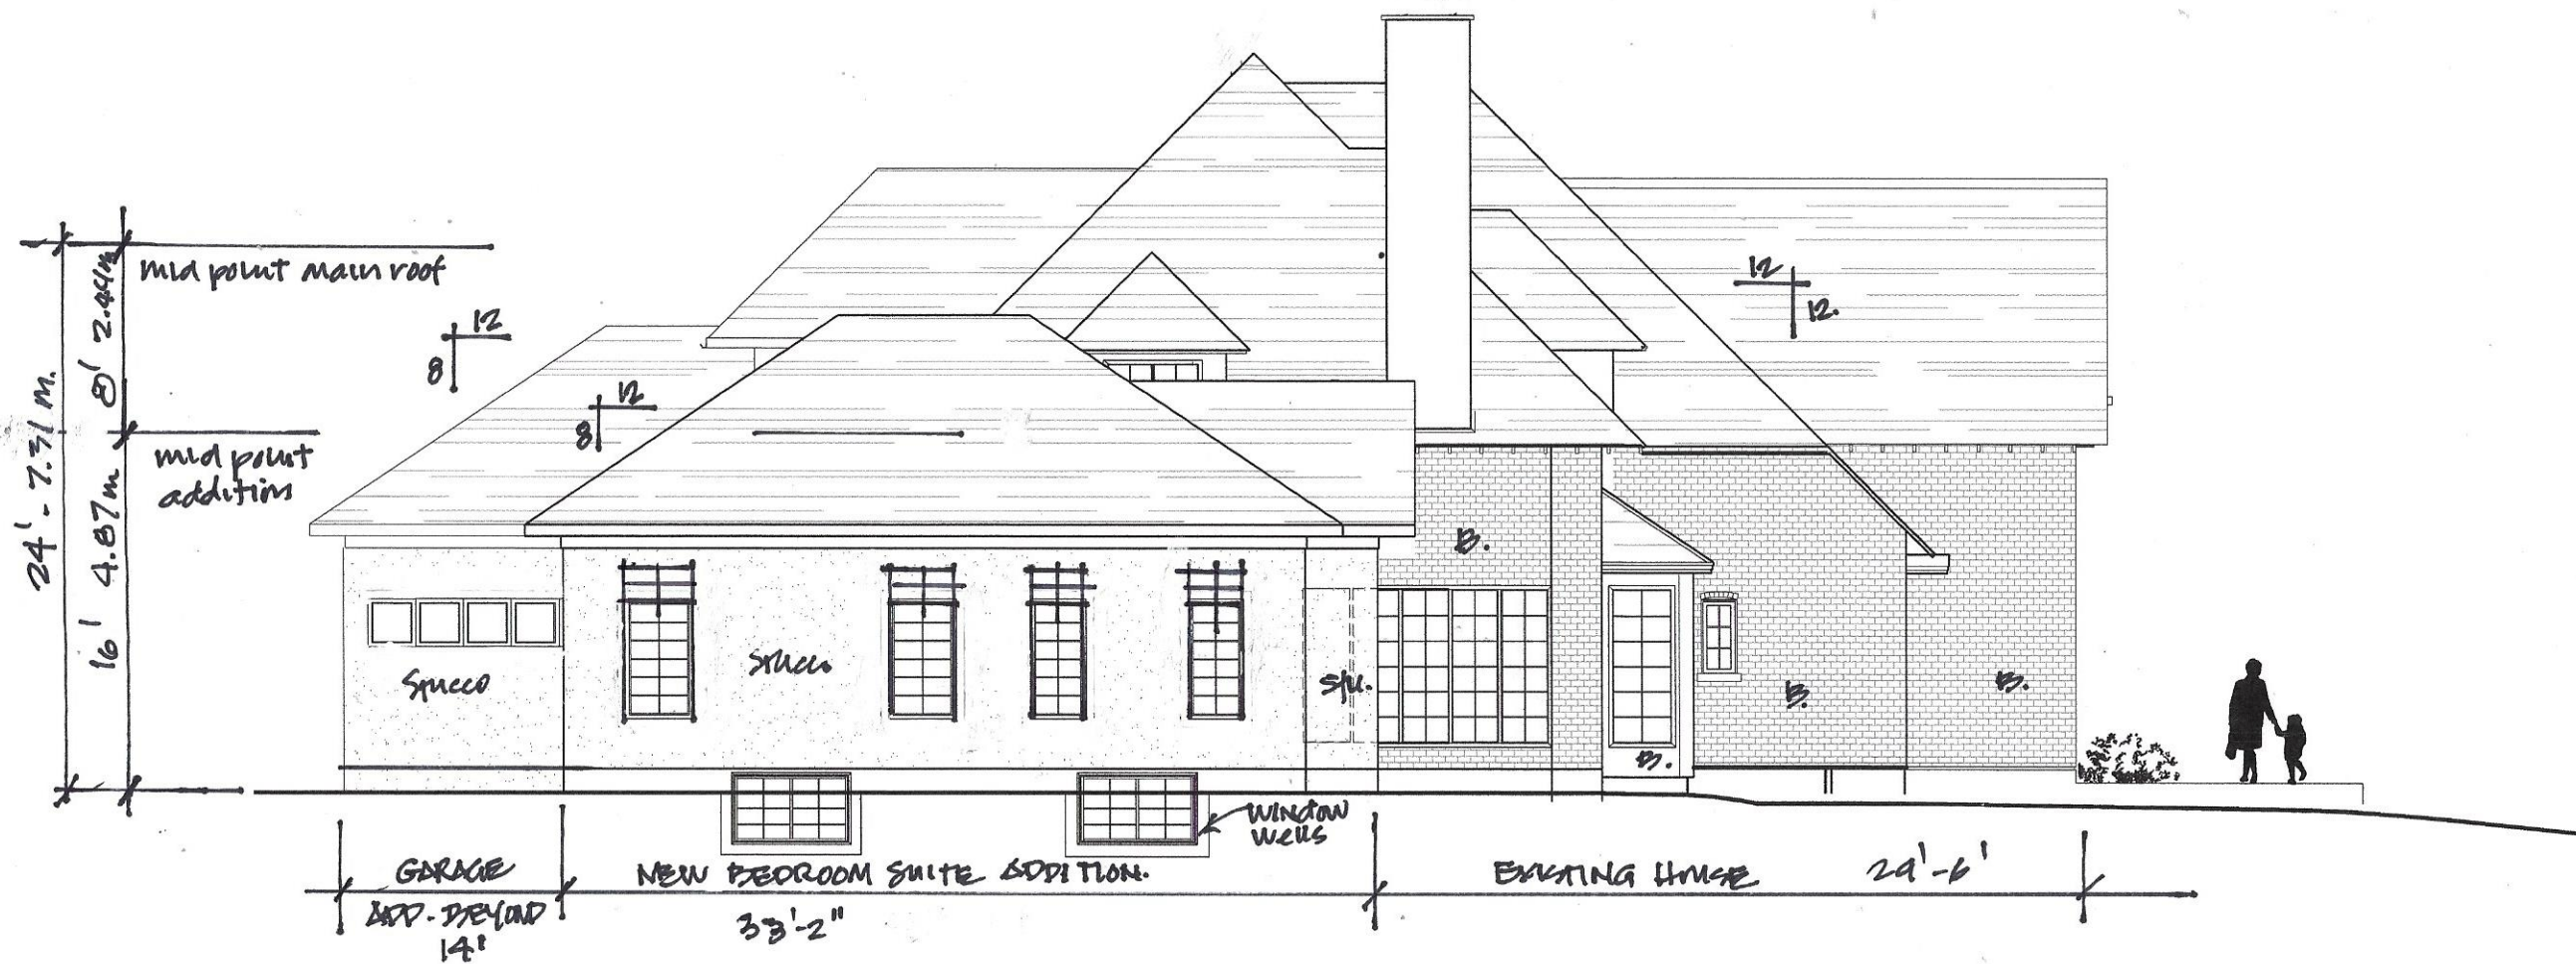 mid point main roof
12
8
12
8
12
12.
mid point
addition
24' - 7.31 m.
8' 2.44m
16' 4.87m
Stucco
Stucco
St/u.
B.
B.
B.
B.
WINDOW
Wells
GARAGE
ADD. BEYOND
14'
NEW BEDROOM SUITE ADDITION.
33'-2"
EXISTING HOUSE 29'-6'